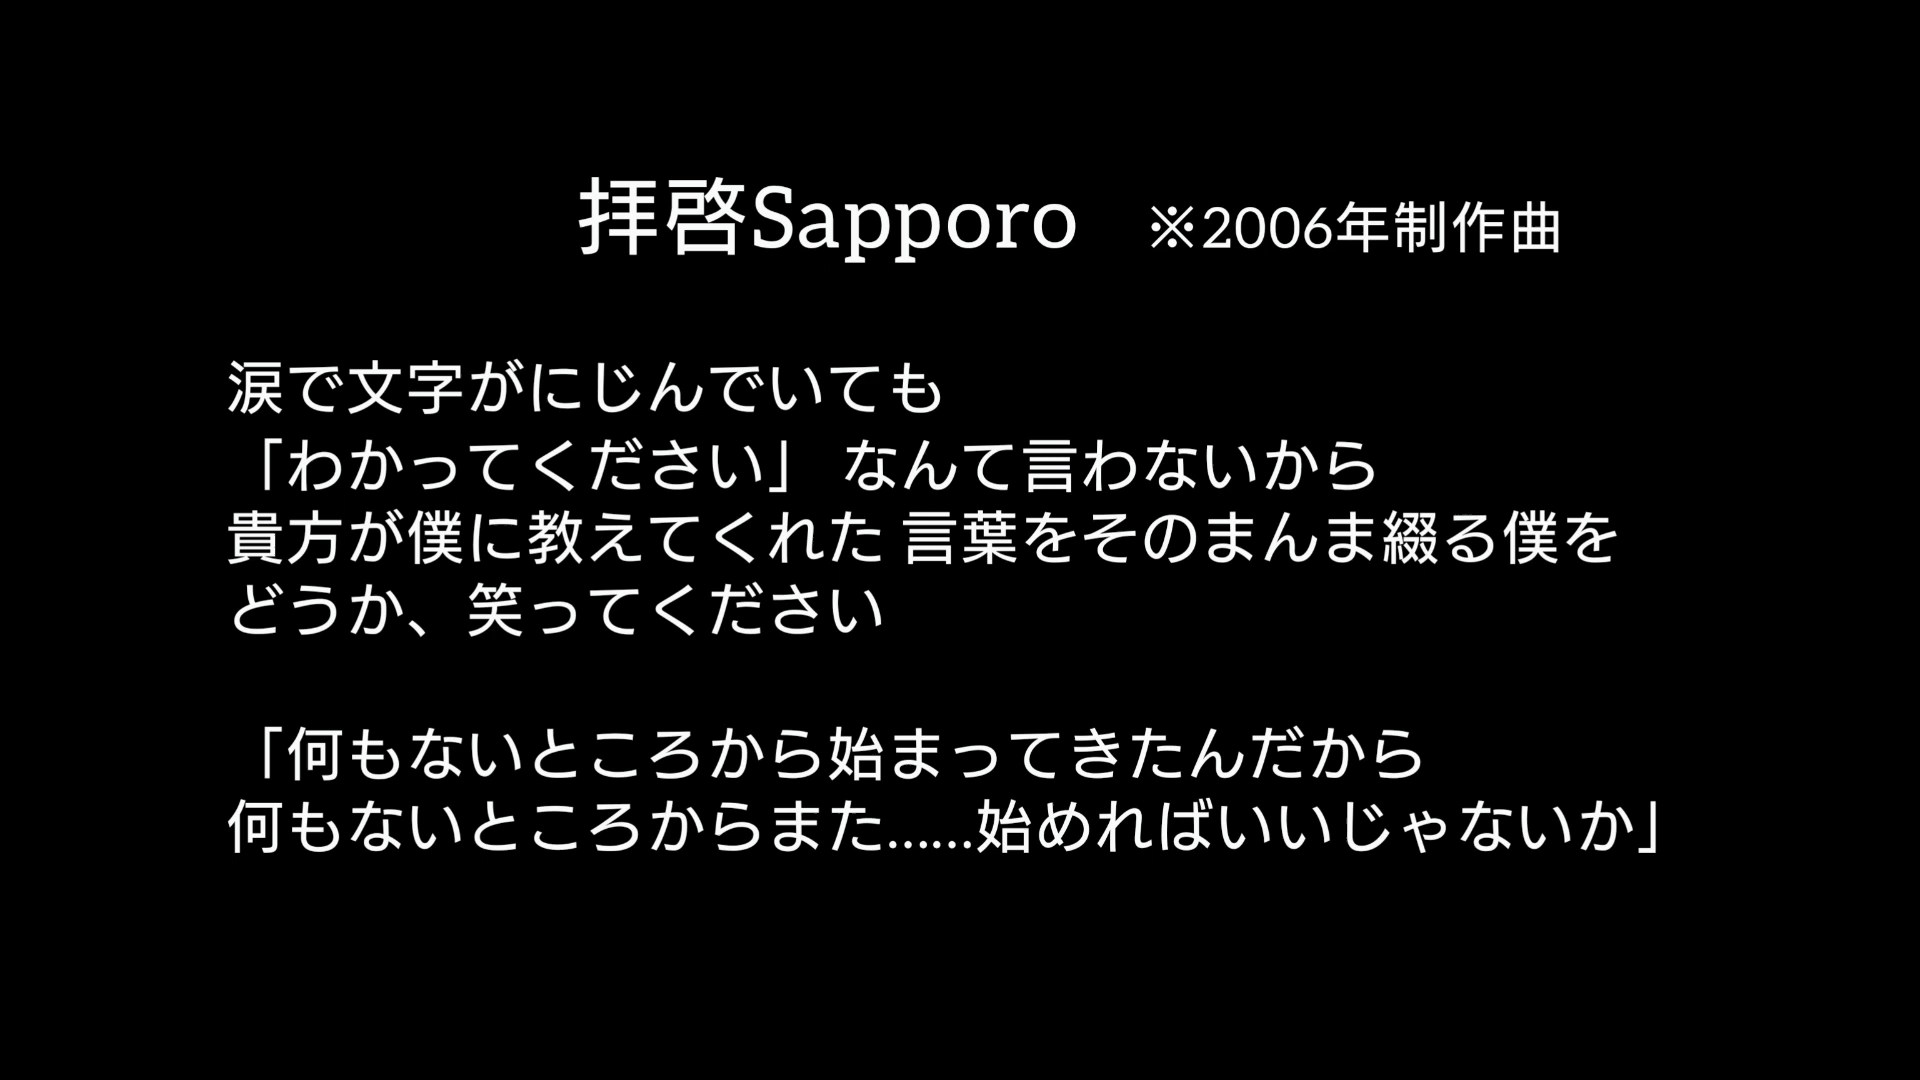 拝啓Sapporo　※2006年制作曲
涙で文字がにじんでいても
「わかってください」 なんて言わないから
貴方が僕に教えてくれた 言葉をそのまんま綴る僕を
どうか、笑ってください
「何もないところから始まってきたんだから
何もないところからまた……始めればいいじゃないか」